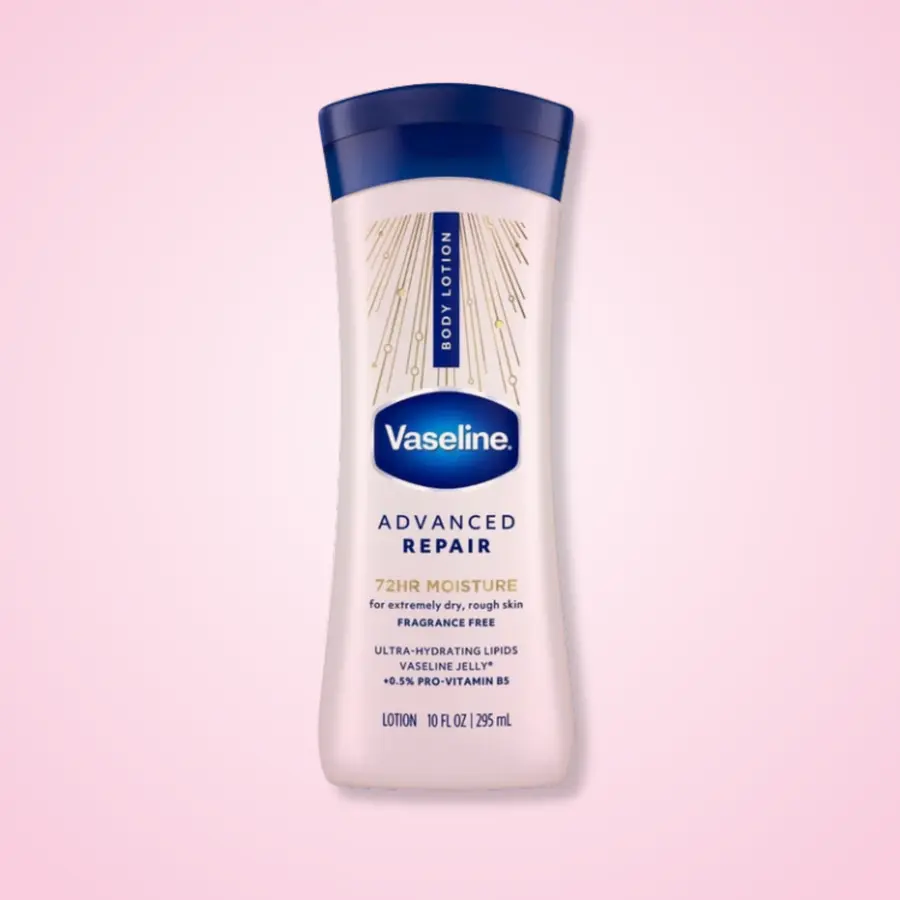 BODY LOTION
Vaseline.
ADVANCED
REPAIR
72HR MOISTURE
for extremely dry, rough skin
FRAGRANCE FREE
ULTRA-HYDRATING LIPIDS
VASELINE JELLY®
+0.5% PRO-VITAMIN B5
LOTION 10 FL OZ | 295 mL